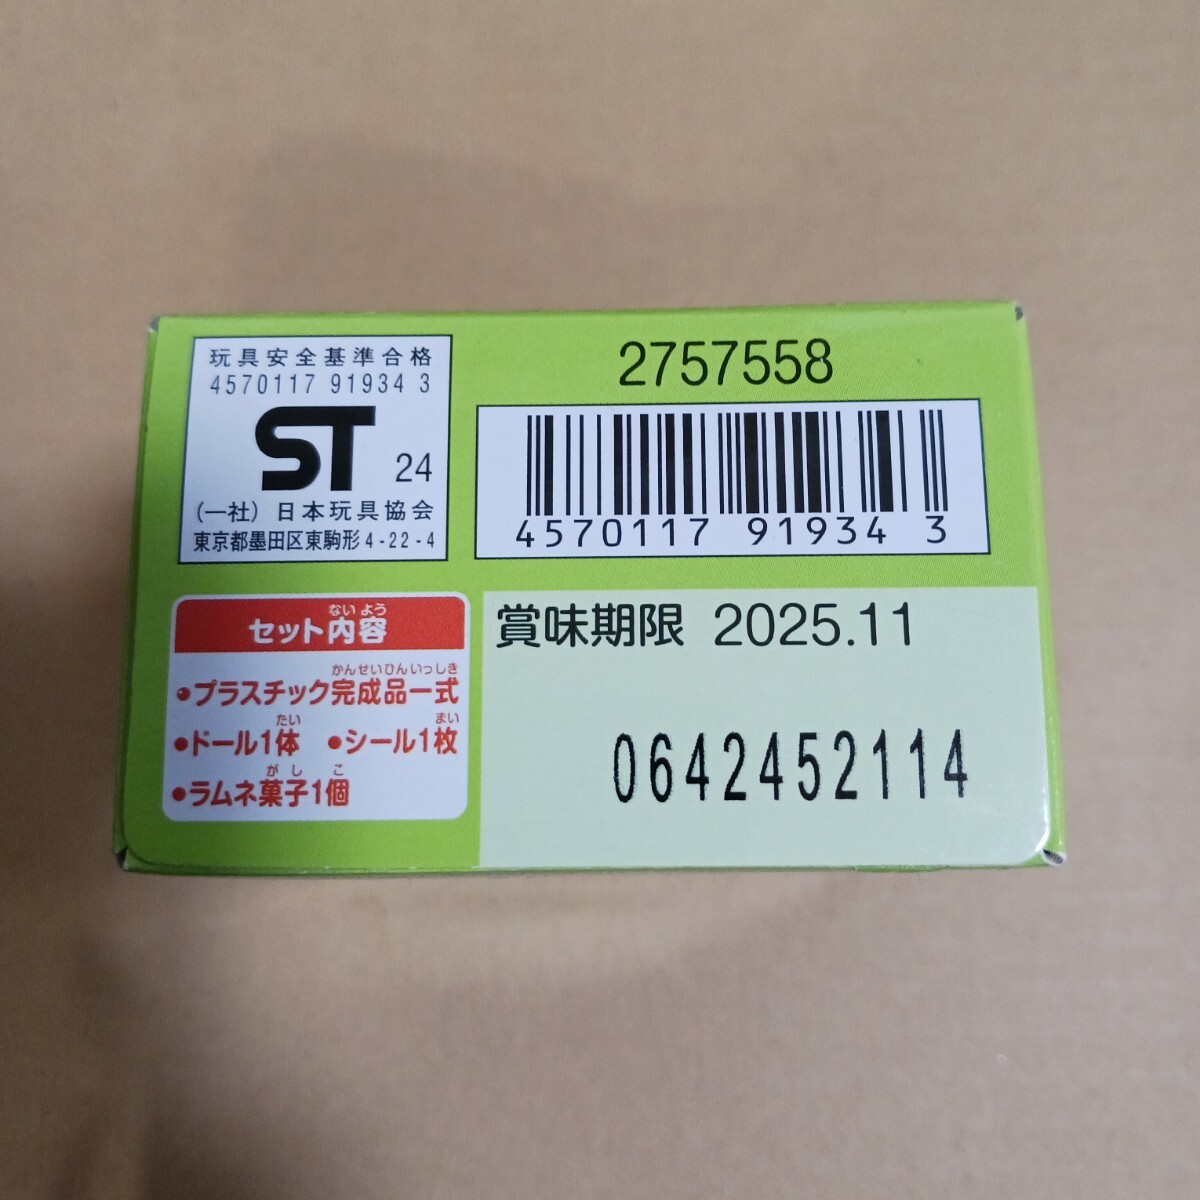 玩具安全基準合格
4570117 91934 3
ST 24
(一社) 日本玩具協会
東京都墨田区東駒形4-22-4
2757558
4570117 91934 3
ないよう
セット内容
かんせいひんいっしき
•プラスチック完成品一式
たい まい
•ドール1体 •シール1枚
がしこ
•ラムネ菓子1個
賞味期限 2025.11
0642452114